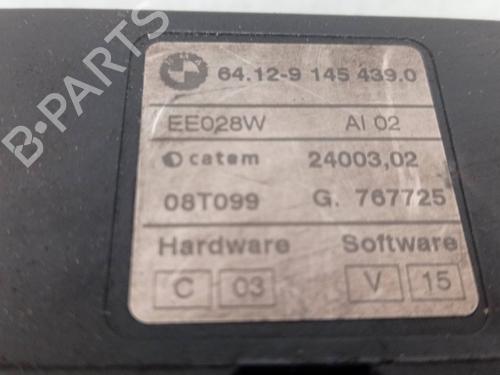 64.12-9 145 439.0
EE028W AI 02
catem 24003,02
08T099 G. 767725
Hardware Software
C 03 V 15
B-PARTS